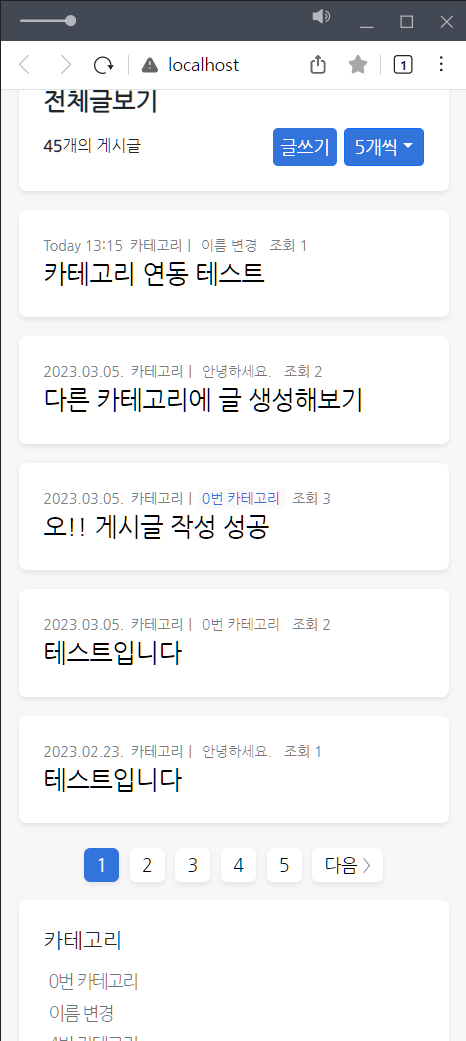 localhost
1
전체글보기
45개의 게시글
글쓰기
5개씩
Today 13:15 카테고리 | 이름 변경 조회 1
카테고리 연동 테스트
2023.03.05. 카테고리 | 안녕하세요. 조회 2
다른 카테고리에 글 생성해보기
2023.03.05. 카테고리 | 0번 카테고리 조회 3
오!! 게시글 작성 성공
2023.03.05. 카테고리 | 0번 카테고리 조회 2
테스트입니다
2023.02.23. 카테고리 | 안녕하세요. 조회 1
테스트입니다
1 2 3 4 5 다음 〉
카테고리
0번 카테고리
이름 변경